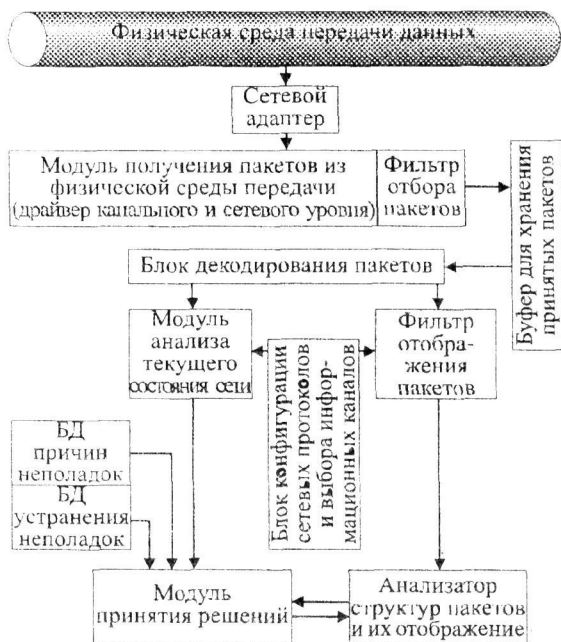 Физическая среда передачи данных
Сетевой
адаптер
Модуль получения пакетов из
физической среды передачи
(драйвер канального и сетевого уровня)
Фильтр
отбора
пакетов
Буфер для хранения
принятых пакетов
Блок декодирования пакетов
Модуль
анализа
текущего
состояния сети
Фильтр
отобра-
жения
пакетов
Блок конфигурации
сетевых протоколов
и выбора инфор-
мационных каналов
БД
причин
неполадок
БД
устранения
неполадок
Модуль
принятия решений
Анализатор
структур пакетов
и их отображение